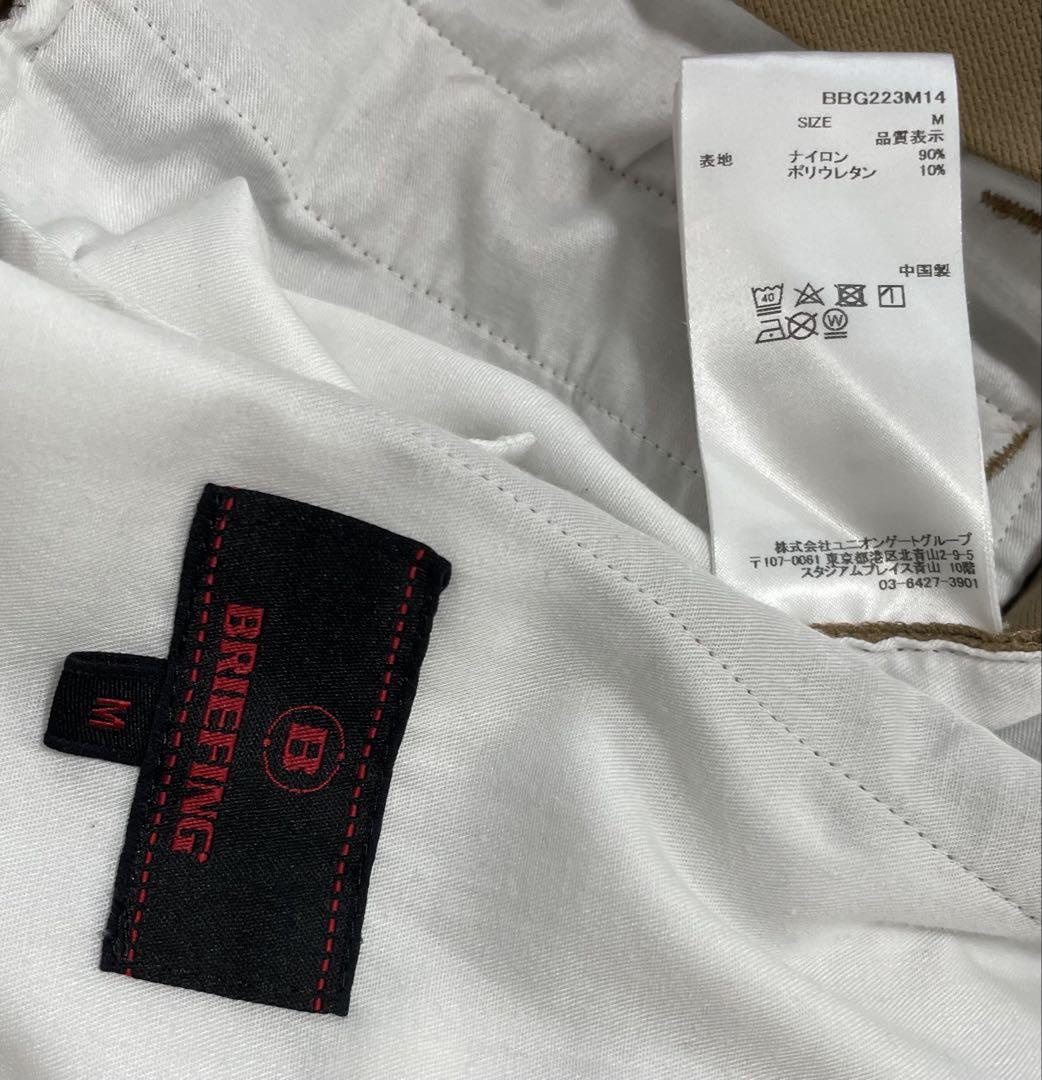 BBG223M14
SIZE M
品質表示
表地 ナイロン 90%
ポリウレタン 10%
中国製
40
W
株式会社ユニオンゲートグループ
〒107-0061 東京都港区北青山2-9-5
スタジアムプレイス青山 10階
03-6427-3901
B
BRIEFING
M